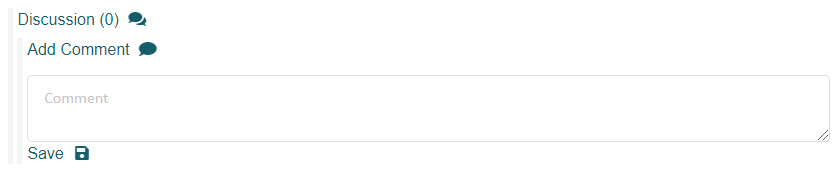 Discussion (0)
Add Comment
Comment
Save